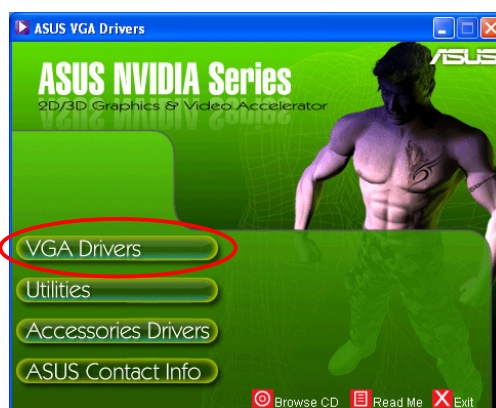 ASUS VGA Drivers
ASUS
ASUS NVIDIA Series
2D/3D Graphics & Video Accelerator
VGA Drivers
Utilities
Accessories Drivers
ASUS Contact Info
Browse CD Read Me Exit